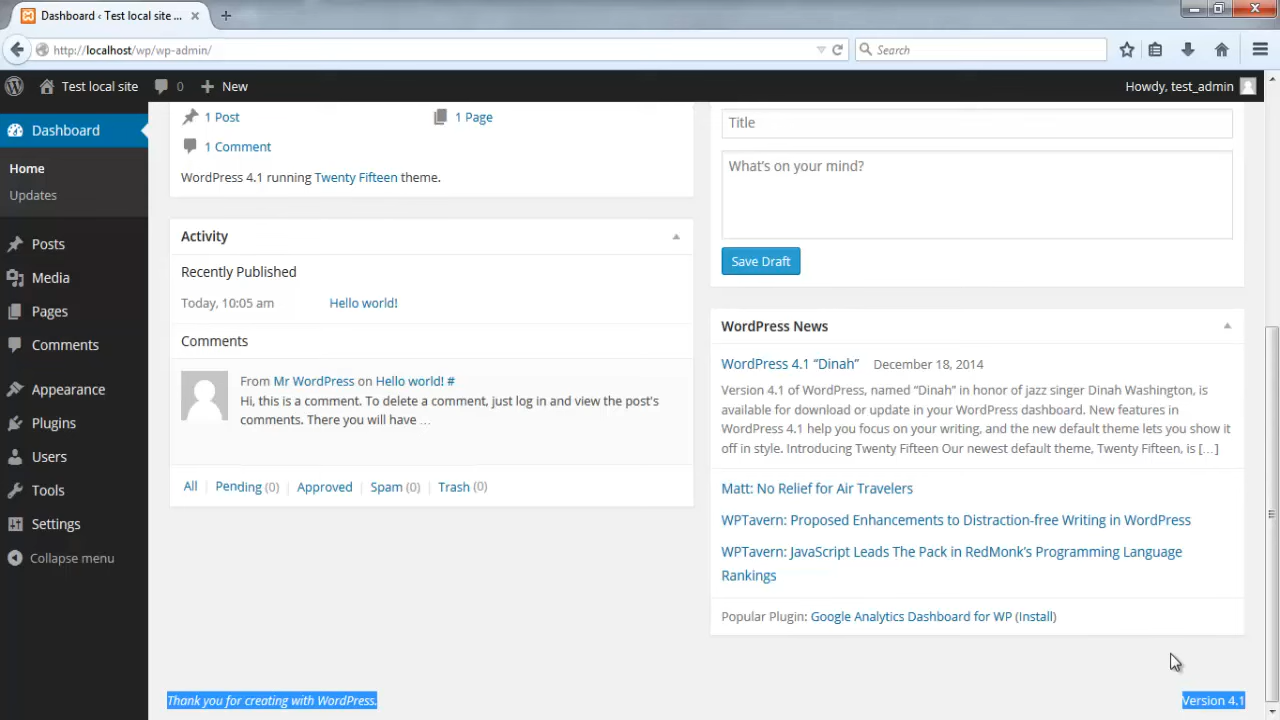 Dashboard ‹ Test local site ...
http://localhost/wp/wp-admin/
Search
Test local site
0
New
Howdy, test_admin
Dashboard
Home
Updates
Posts
Media
Pages
Comments
Appearance
Plugins
Users
Tools
Settings
Collapse menu
1 Post
1 Page
1 Comment
WordPress 4.1 running Twenty Fifteen theme.
Activity
Recently Published
Today, 10:05 am
Hello world!
Comments
From Mr WordPress on Hello world! #
Hi, this is a comment. To delete a comment, just log in and view the post's
comments. There you will have …
All | Pending (0) | Approved | Spam (0) | Trash (0)
Title
What's on your mind?
Save Draft
WordPress News
WordPress 4.1 “Dinah” December 18, 2014
Version 4.1 of WordPress, named “Dinah” in honor of jazz singer Dinah Washington, is
available for download or update in your WordPress dashboard. New features in
WordPress 4.1 help you focus on your writing, and the new default theme lets you show it
off in style. Introducing Twenty Fifteen Our newest default theme, Twenty Fifteen, is […]
Matt: No Relief for Air Travelers
WPTavern: Proposed Enhancements to Distraction-free Writing in WordPress
WPTavern: JavaScript Leads The Pack in RedMonk’s Programming Language
Rankings
Popular Plugin: Google Analytics Dashboard for WP (Install)
Thank you for creating with WordPress.
Version 4.1